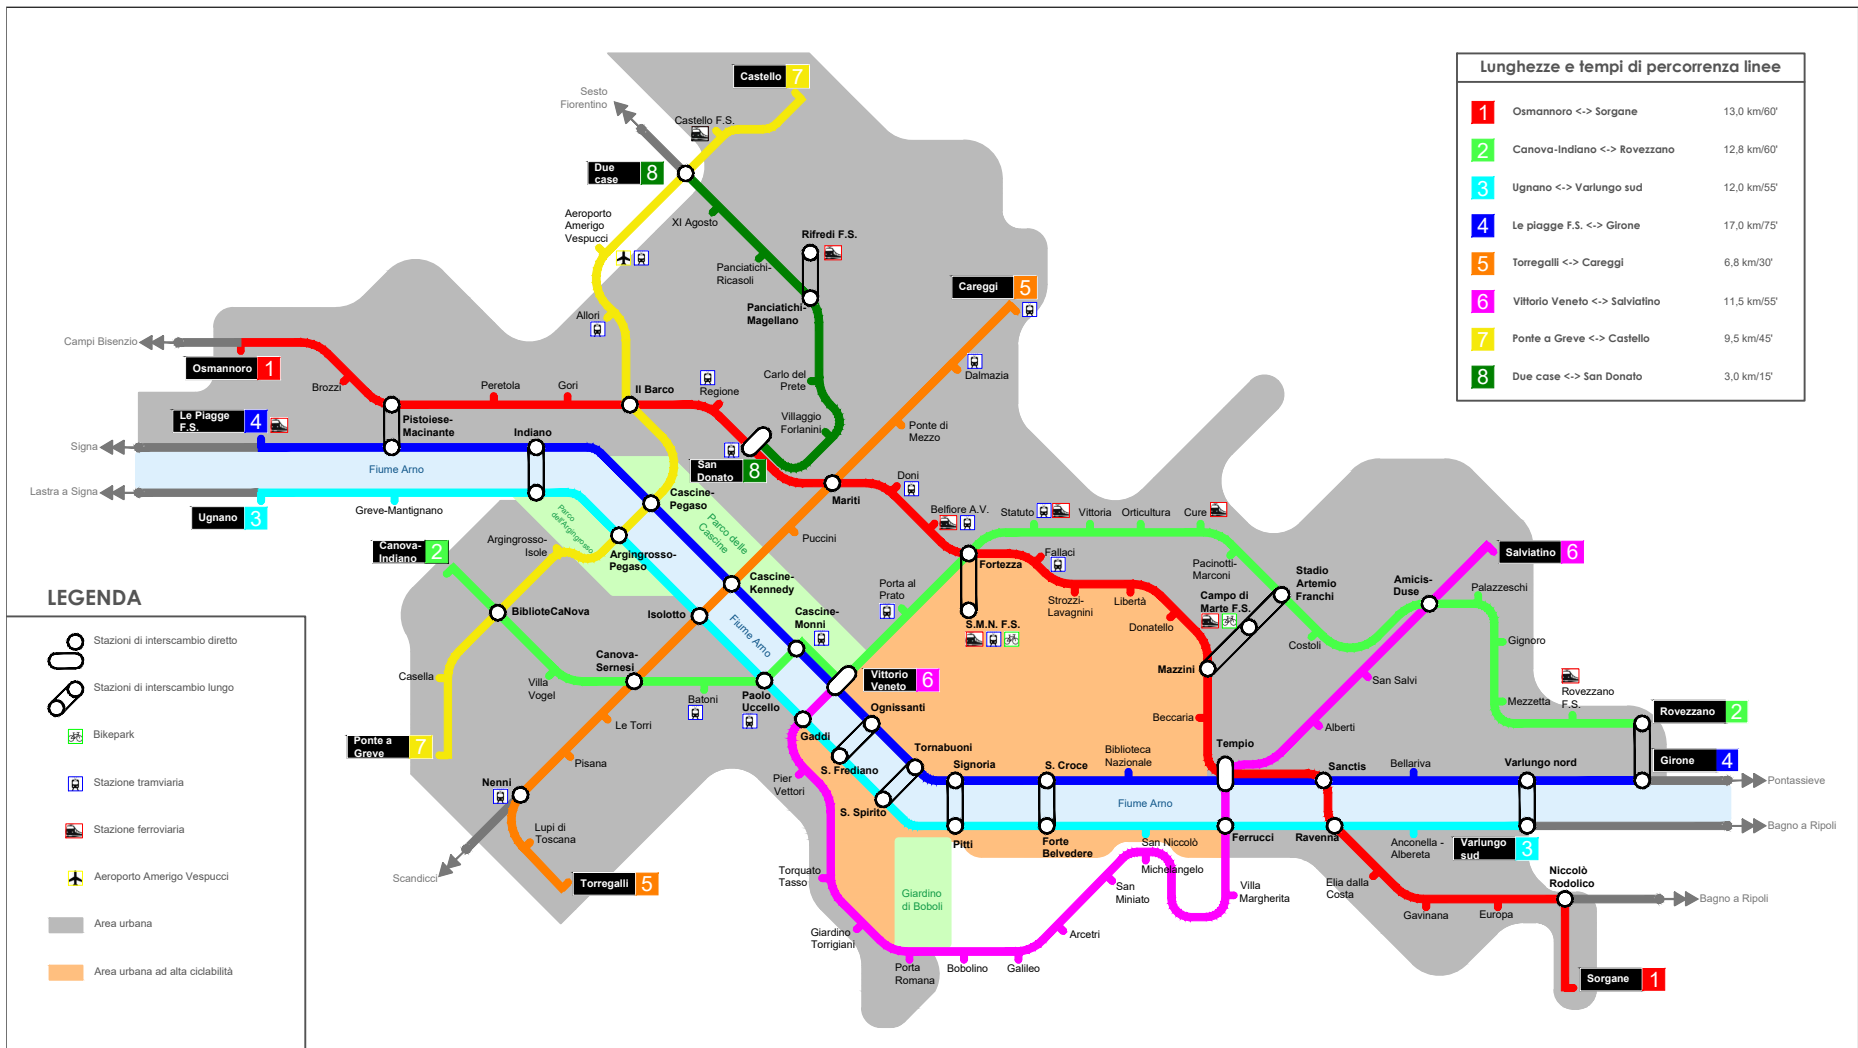 Lunghezze e tempi di percorrenza linee
1 Osmannoro <-> Sorgane 13,0 km/60'
2 Canova-Indiano <-> Rovezzano 12,8 km/60'
3 Ugnano <-> Varlungo sud 12,0 km/55'
4 Le piagge F.S. <-> Girone 17,0 km/75'
5 Torregalli <-> Careggi 6,8 km/30'
6 Vittorio Veneto <-> Salviatino 11,5 km/55'
7 Ponte a Greve <-> Castello 9,5 km/45'
8 Due case <-> San Donato 3,0 km/15'
Castello 7
Sesto
Fiorentino
Castello F.S.
Due
case 8
Aeroporto
Amerigo
Vespucci
XI Agosto
Rifredi F.S.
Panciatichi-
Ricasoli
Panciatichi-
Magellano
Careggi 5
Allori
Campi Bisenzio
Osmannoro 1
Brozzi
Peretola
Gori
Il Barco
Regione
Carlo del
Prete
Dalmazia
Villaggio
Forlanini
Ponte di
Mezzo
Le Piagge
F.S. 4
Pistoiese-
Macinante
Indiano
Signa
Fiume Arno
San
Donato 8
Mariti
Doni
Lastra a Signa
Ugnano 3
Greve-Mantignano
Cascine-
Pegaso
Parco
dell'Argingrosso
Parco delle
Cascine
Belfiore A.V.
Statuto
Vittoria
Orticultura
Cure
Puccini
Argingrosso-
Isole
Argingrosso-
Pegaso
Canova-
Indiano 2
Fortezza
Fallaci
Pacinotti-
Marconi
Stadio
Artemio
Franchi
Amicis-
Duse
Salviatino 6
Palazzeschi
Cascine-
Kennedy
Porta al
Prato
Strozzi-
Lavagnini
Libertà
Donatello
Campo di
Marte F.S.
BiblioteCaNova
Isolotto
Fiume Arno
Cascine-
Monni
S.M.N. F.S.
Costoli
Gignoro
Casella
Villa
Vogel
Canova-
Sernesi
Batoni
Paolo
Uccello
Vittorio
Veneto 6
Mazzini
San Salvi
Rovezzano
F.S.
Mezzetta
Rovezzano 2
Le Torri
Gaddi
Ognissanti
Beccaria
Alberti
Ponte a
Greve 7
Pisana
Nenni
Pier
Vettori
S. Frediano
Tornabuoni
Signoria
S. Croce
Biblioteca
Nazionale
Tempio
Sanctis
Bellariva
Varlungo nord
Girone 4
Pontassieve
S. Spirito
Fiume Arno
Lupi di
Toscana
Pitti
Forte
Belvedere
San Niccolò
Ferrucci
Ravenna
Anconella -
Albereta
Varlungo
sud 3
Bagno a Ripoli
Scandicci
Torregalli 5
Torquato
Tasso
Giardino
di Boboli
Michelangelo
San
Miniato
Villa
Margherita
Elia dalla
Costa
Niccolò
Rodolico
Bagno a Ripoli
Gavinana
Europa
Giardino
Torrigiani
Arcetri
Porta
Romana
Bobolino
Galileo
Sorgane 1
LEGENDA
Stazioni di interscambio diretto
Stazioni di interscambio lungo
Bikepark
Stazione tramviaria
Stazione ferroviaria
Aeroporto Amerigo Vespucci
Area urbana
Area urbana ad alta ciclabilità